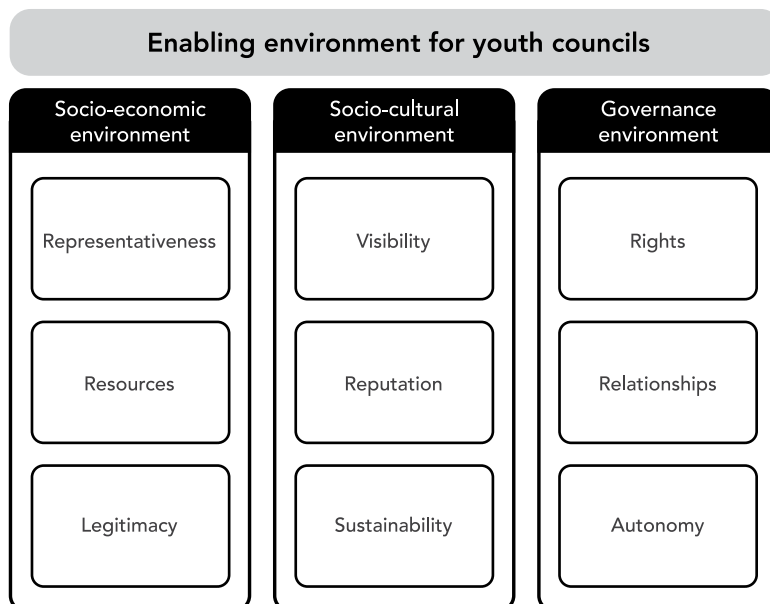 Enabling environment for youth councils
Socio-economic
environment
Representativeness
Resources
Legitimacy
Socio-cultural
environment
Visibility
Reputation
Sustainability
Governance
environment
Rights
Relationships
Autonomy